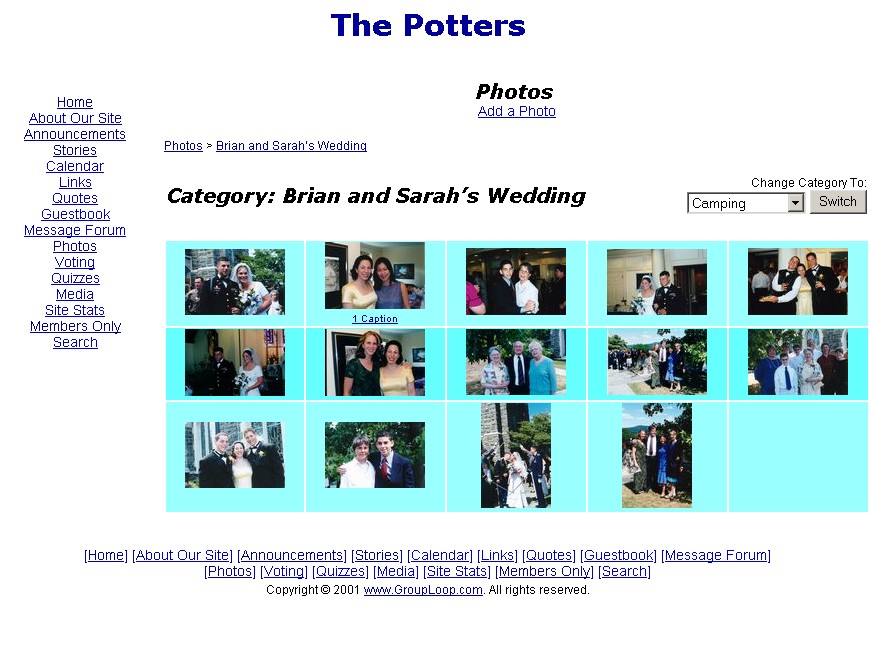 The Potters
Photos
Add a Photo
Home
About Our Site
Announcements
Stories
Calendar
Links
Quotes
Guestbook
Message Forum
Photos
Voting
Quizzes
Media
Site Stats
Members Only
Search
Photos > Brian and Sarah's Wedding
Category: Brian and Sarah's Wedding
Change Category To:
Camping Switch
1 Caption
[Home] [About Our Site] [Announcements] [Stories] [Calendar] [Links] [Quotes] [Guestbook] [Message Forum]
[Photos] [Voting] [Quizzes] [Media] [Site Stats] [Members Only] [Search]
Copyright © 2001 www.GroupLoop.com. All rights reserved.